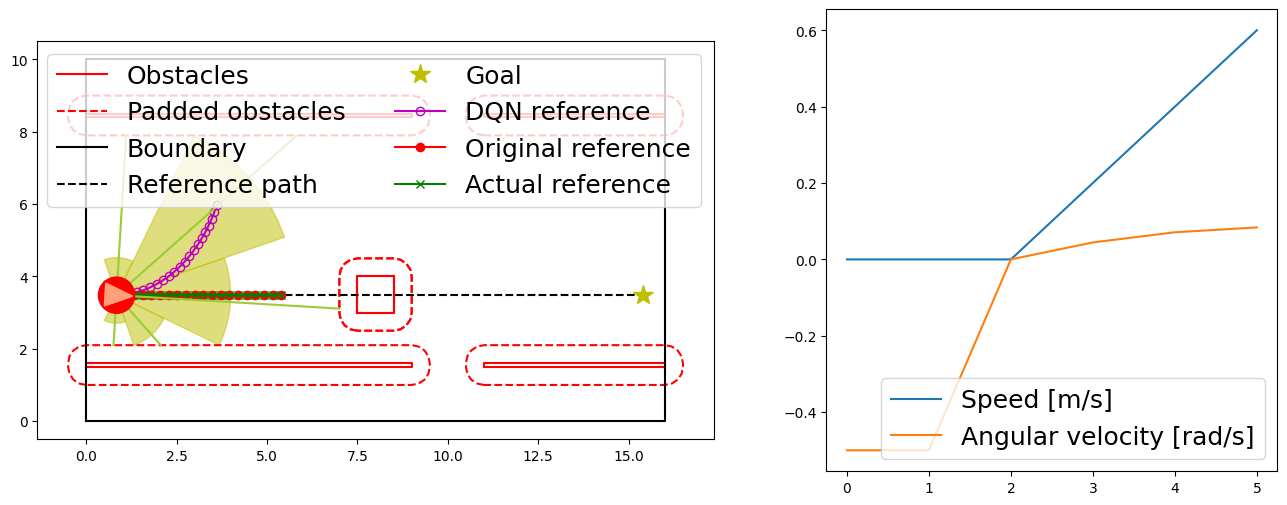 Obstacles
Padded obstacles
Boundary
Reference path
Goal
DQN reference
Original reference
Actual reference
10
8
6
4
2
0
0.0 2.5 5.0 7.5 10.0 12.5 15.0
0.6
0.4
0.2
0.0
−0.2
−0.4
Speed [m/s]
Angular velocity [rad/s]
0 1 2 3 4 5